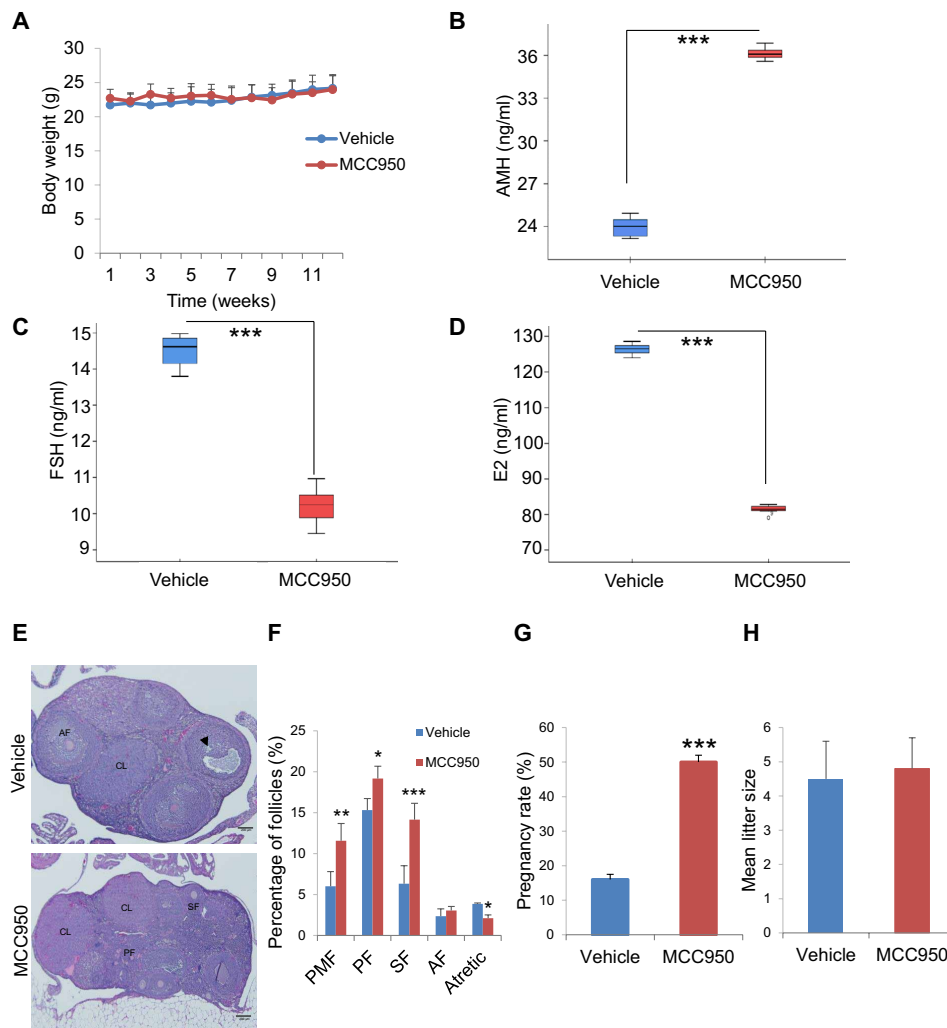 A
Body weight (g)
30
25
20
15
10
5
0
1 3 5 7 9 11
Time (weeks)
Vehicle
MCC950
B
***
AMH (ng/ml)
36
33
27
24
Vehicle MCC950
C
***
FSH (ng/ml)
15
14
11
10
9
Vehicle MCC950
D
***
E2 (ng/ml)
130
120
100
90
80
70
Vehicle MCC950
E
Vehicle
AF
CL
MCC950
CL
SF
CL
PF
F
Percentage of follicles (%)
25
20
15
10
5
0
Vehicle
MCC950
**
*
***
*
PMF PF SF AF Atretic
G
Pregnancy rate (%)
60
50
40
30
20
10
0
***
Vehicle MCC950
H
Mean litter size
6
5
4
3
2
1
0
Vehicle MCC950